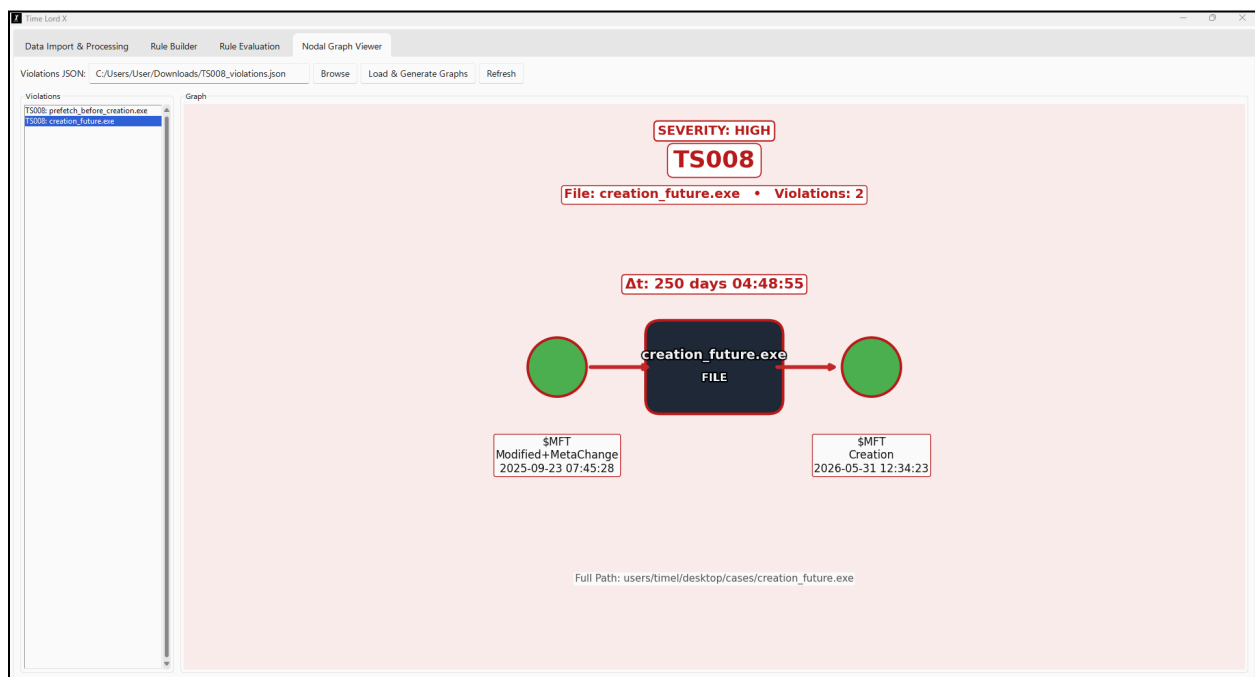 Time Lord X
Data Import & Processing Rule Builder Rule Evaluation Nodal Graph Viewer
Violations JSON: C:/Users/User/Downloads/TS008_violations.json Browse Load & Generate Graphs Refresh
Violations
TS008: prefetch_before_creation.exe
TS008: creation_future.exe
Graph
SEVERITY: HIGH
TS008
File: creation_future.exe • Violations: 2
Δt: 250 days 04:48:55
creation_future.exe
FILE
$MFT
Modified+MetaChange
2025-09-23 07:45:28
$MFT
Creation
2026-05-31 12:34:23
Full Path: users/timel/desktop/cases/creation_future.exe